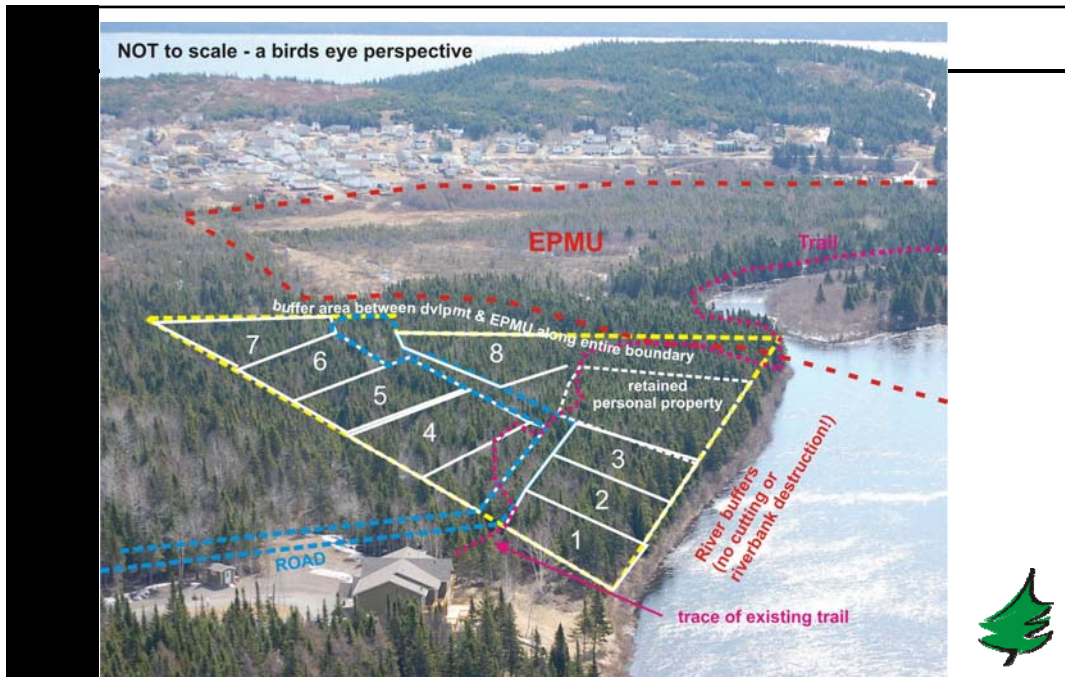 NOT to scale - a birds eye perspective
EPMU
Trail
buffer area between dvlpmt & EPMU along entire boundary
7
8
6
retained
personal property
5
4
3
2
1
River buffers
(no cutting or
riverbank destruction!)
ROAD
trace of existing trail